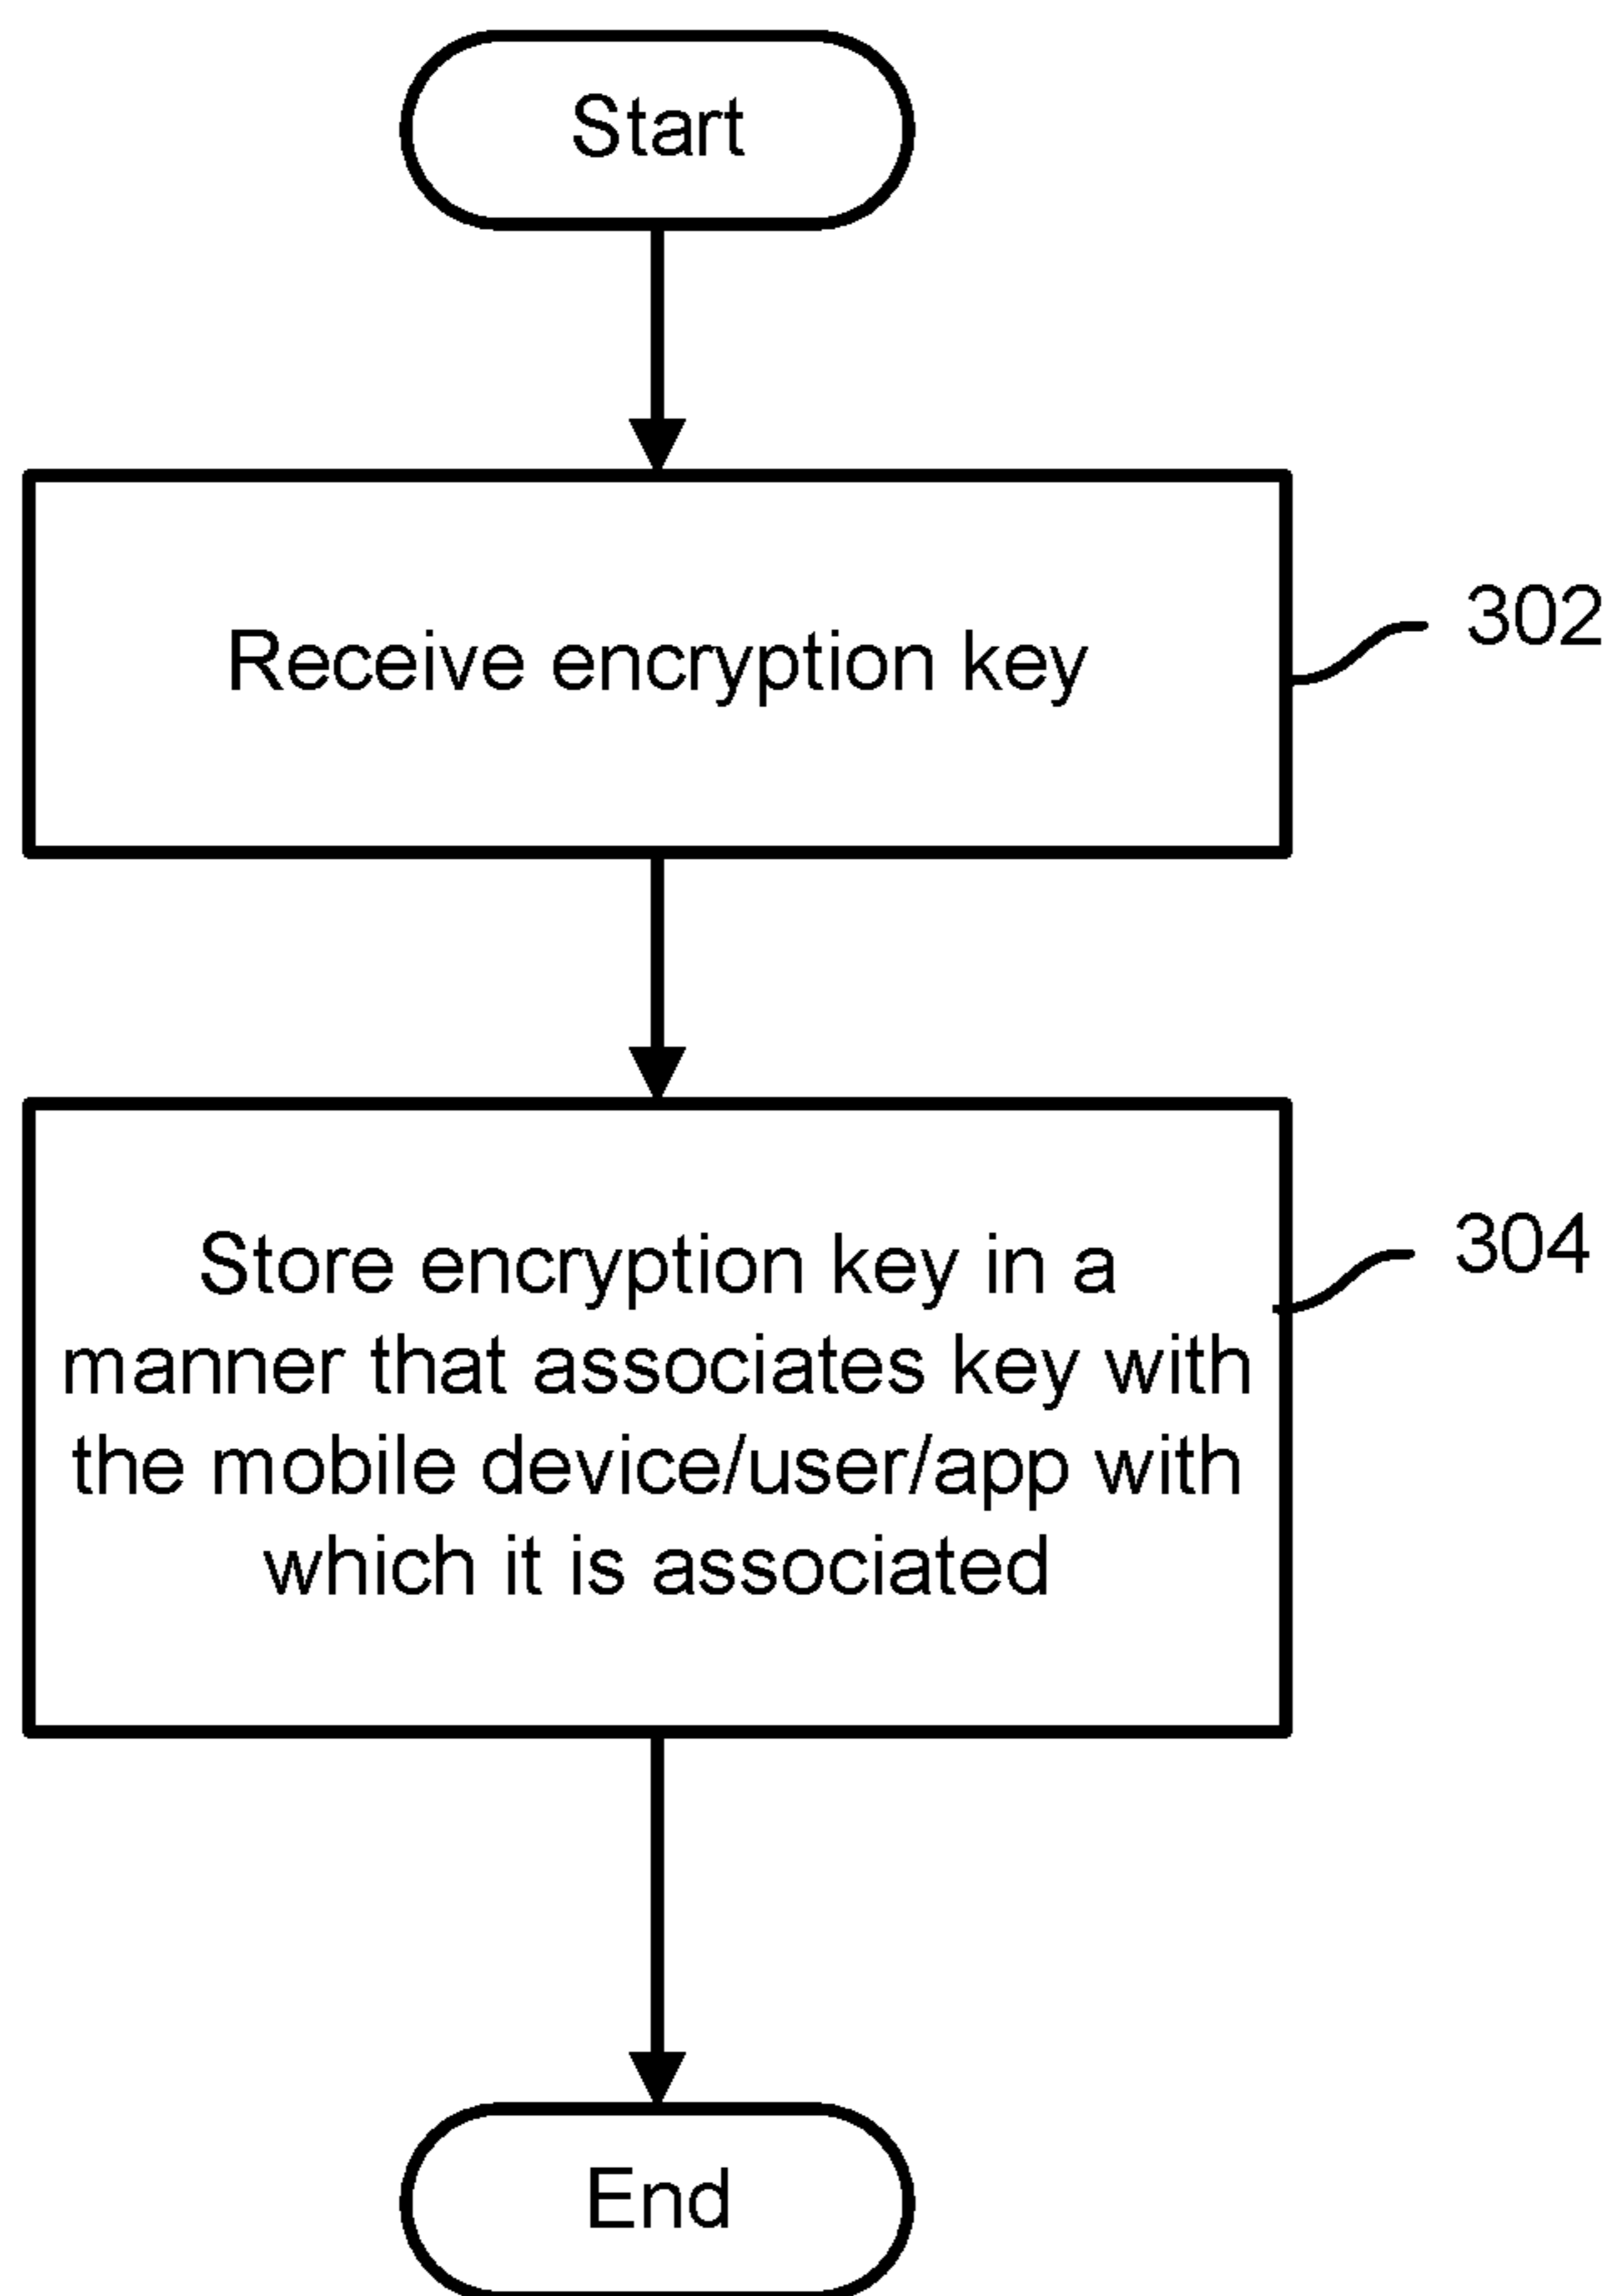 Start
Receive encryption key
302
Store encryption key in a
manner that associates key with
the mobile device/user/app with
which it is associated
304
End